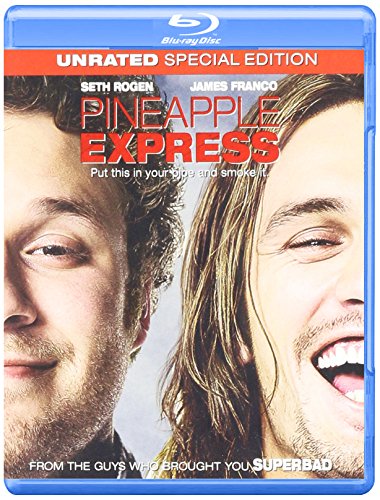 Blu-ray Disc
UNRATED SPECIAL EDITION
SETH ROGEN JAMES FRANCO
PINEAPPLE
EXPRESS
Put this in your pipe and smoke it.
FROM THE GUYS WHO BROUGHT YOU SUPERBAD